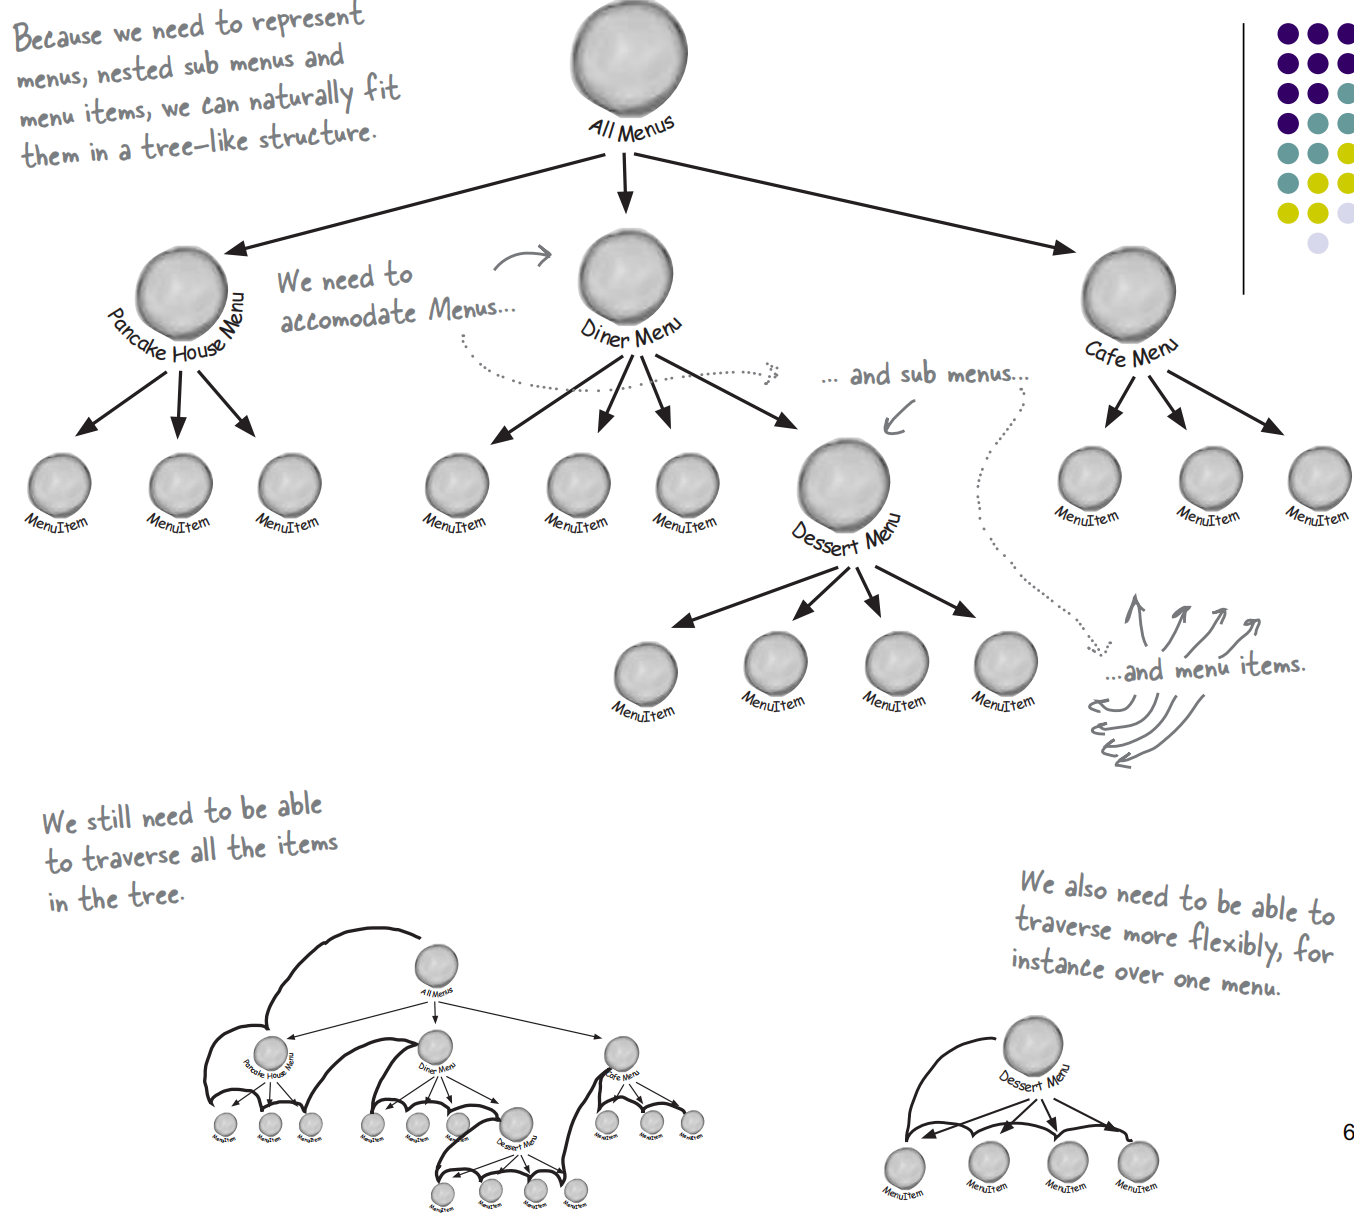 Because we need to represent
menus, nested sub menus and
menu items, we can naturally fit
them in a tree-like structure.
All Menus
Pancake House Menu
We need to
accomodate Menus...
Diner Menu
... and sub menus...
Cafe Menu
MenuItem
MenuItem
MenuItem
MenuItem
MenuItem
MenuItem
Dessert Menu
MenuItem
MenuItem
MenuItem
MenuItem
MenuItem
MenuItem
MenuItem
...and menu items.
We still need to be able
to traverse all the items
in the tree.
We also need to be able to
traverse more flexibly, for
instance over one menu.
All Menus
Pancake House Menu
Diner Menu
Cafe Menu
MenuItem
MenuItem
MenuItem
MenuItem
MenuItem
MenuItem
Dessert Menu
MenuItem
MenuItem
MenuItem
MenuItem
MenuItem
MenuItem
MenuItem
Dessert Menu
MenuItem
MenuItem
MenuItem
MenuItem
6